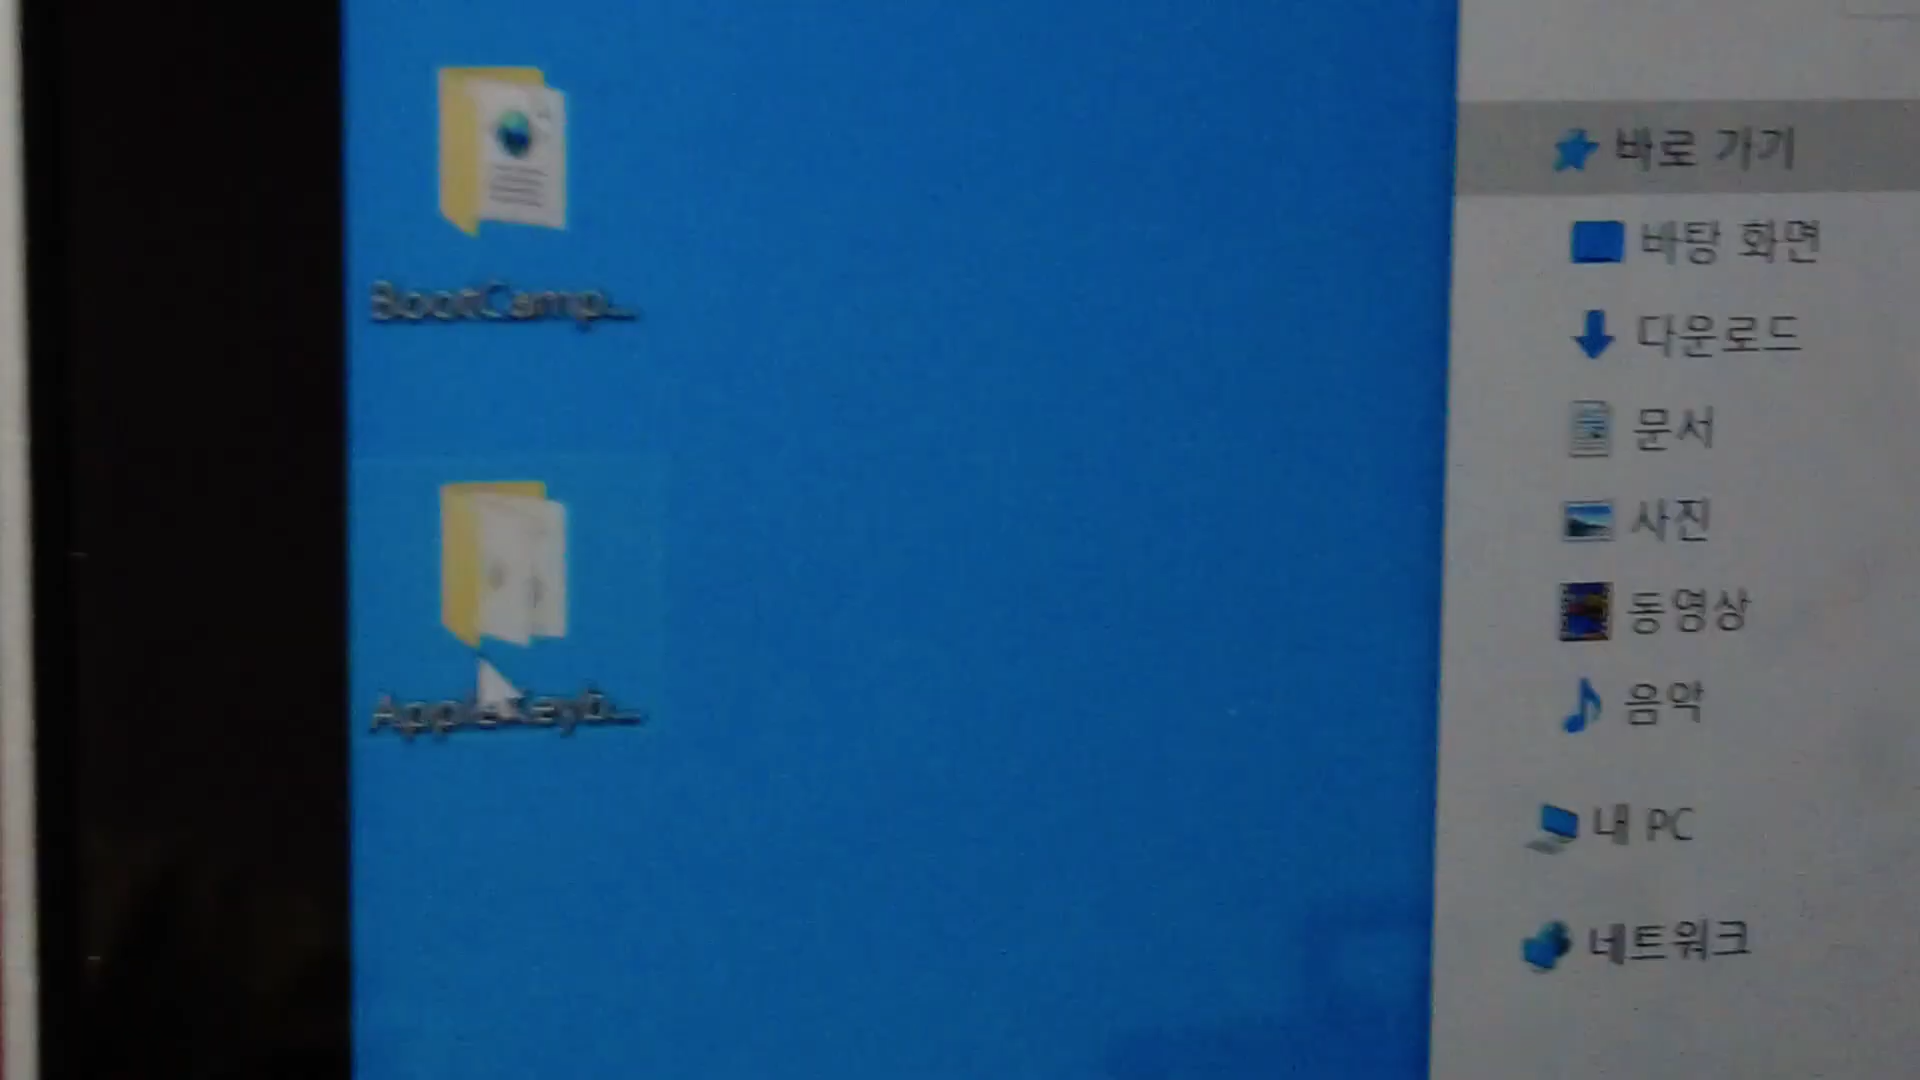 BootCamp...
AppleKeyb...
바로 가기
바탕 화면
다운로드
문서
사진
동영상
음악
내 PC
네트워크